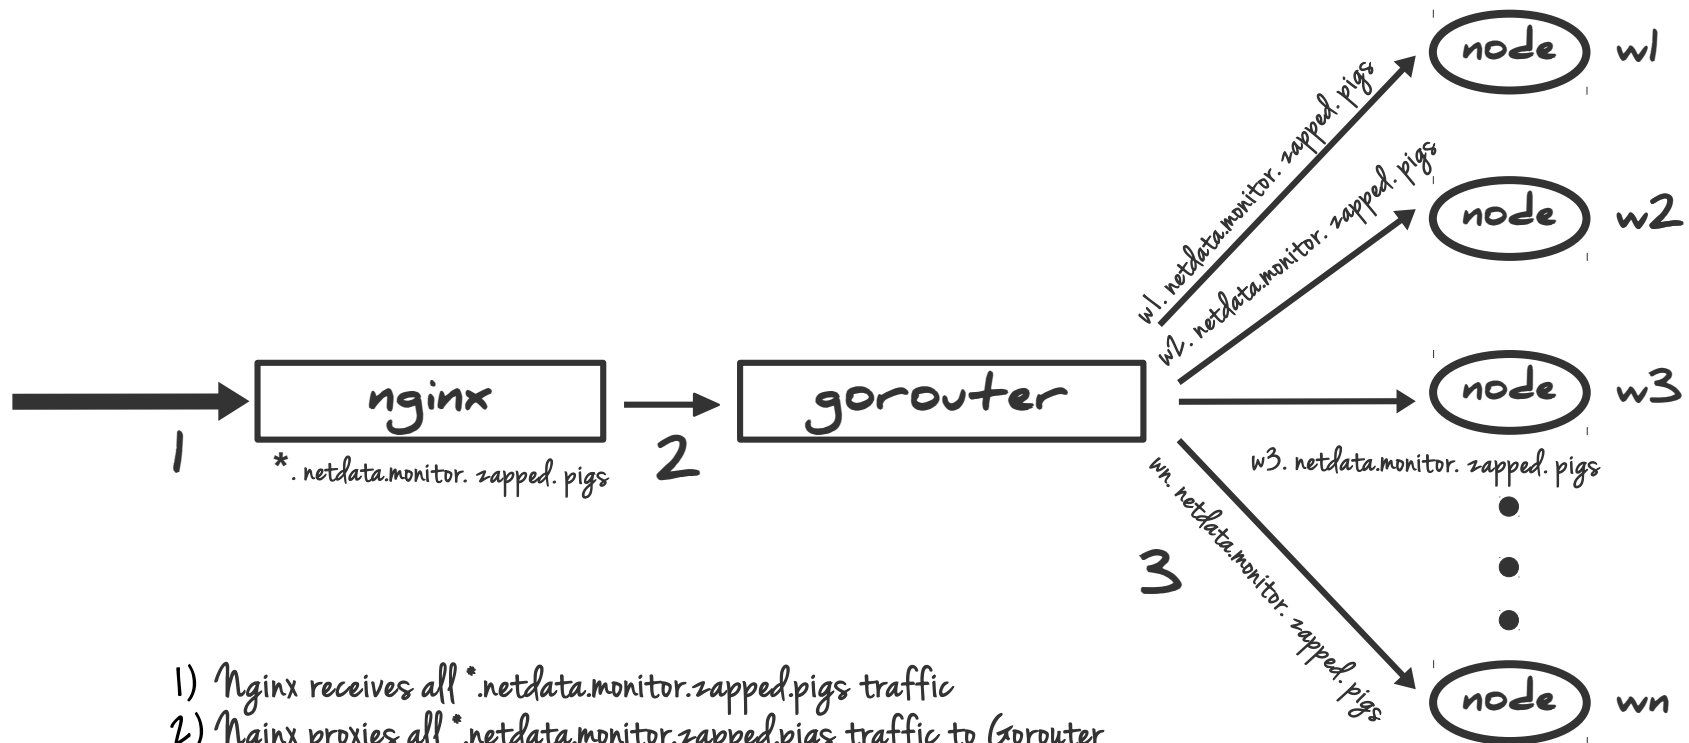 node w1
w1. netdata.monitor. zapped. pigs
node w2
w2. netdata.monitor. zapped. pigs
nginx
gorouter
node w3
1
*. netdata.monitor. zapped. pigs
2
w3. netdata.monitor. zapped. pigs
wn. netdata.monitor. zapped. pigs
3
node wn
1) Nginx receives all *.netdata.monitor.zapped.pigs traffic
2) Nginx proxies all *.netdata.monitor.zapped.pigs traffic to Gorouter